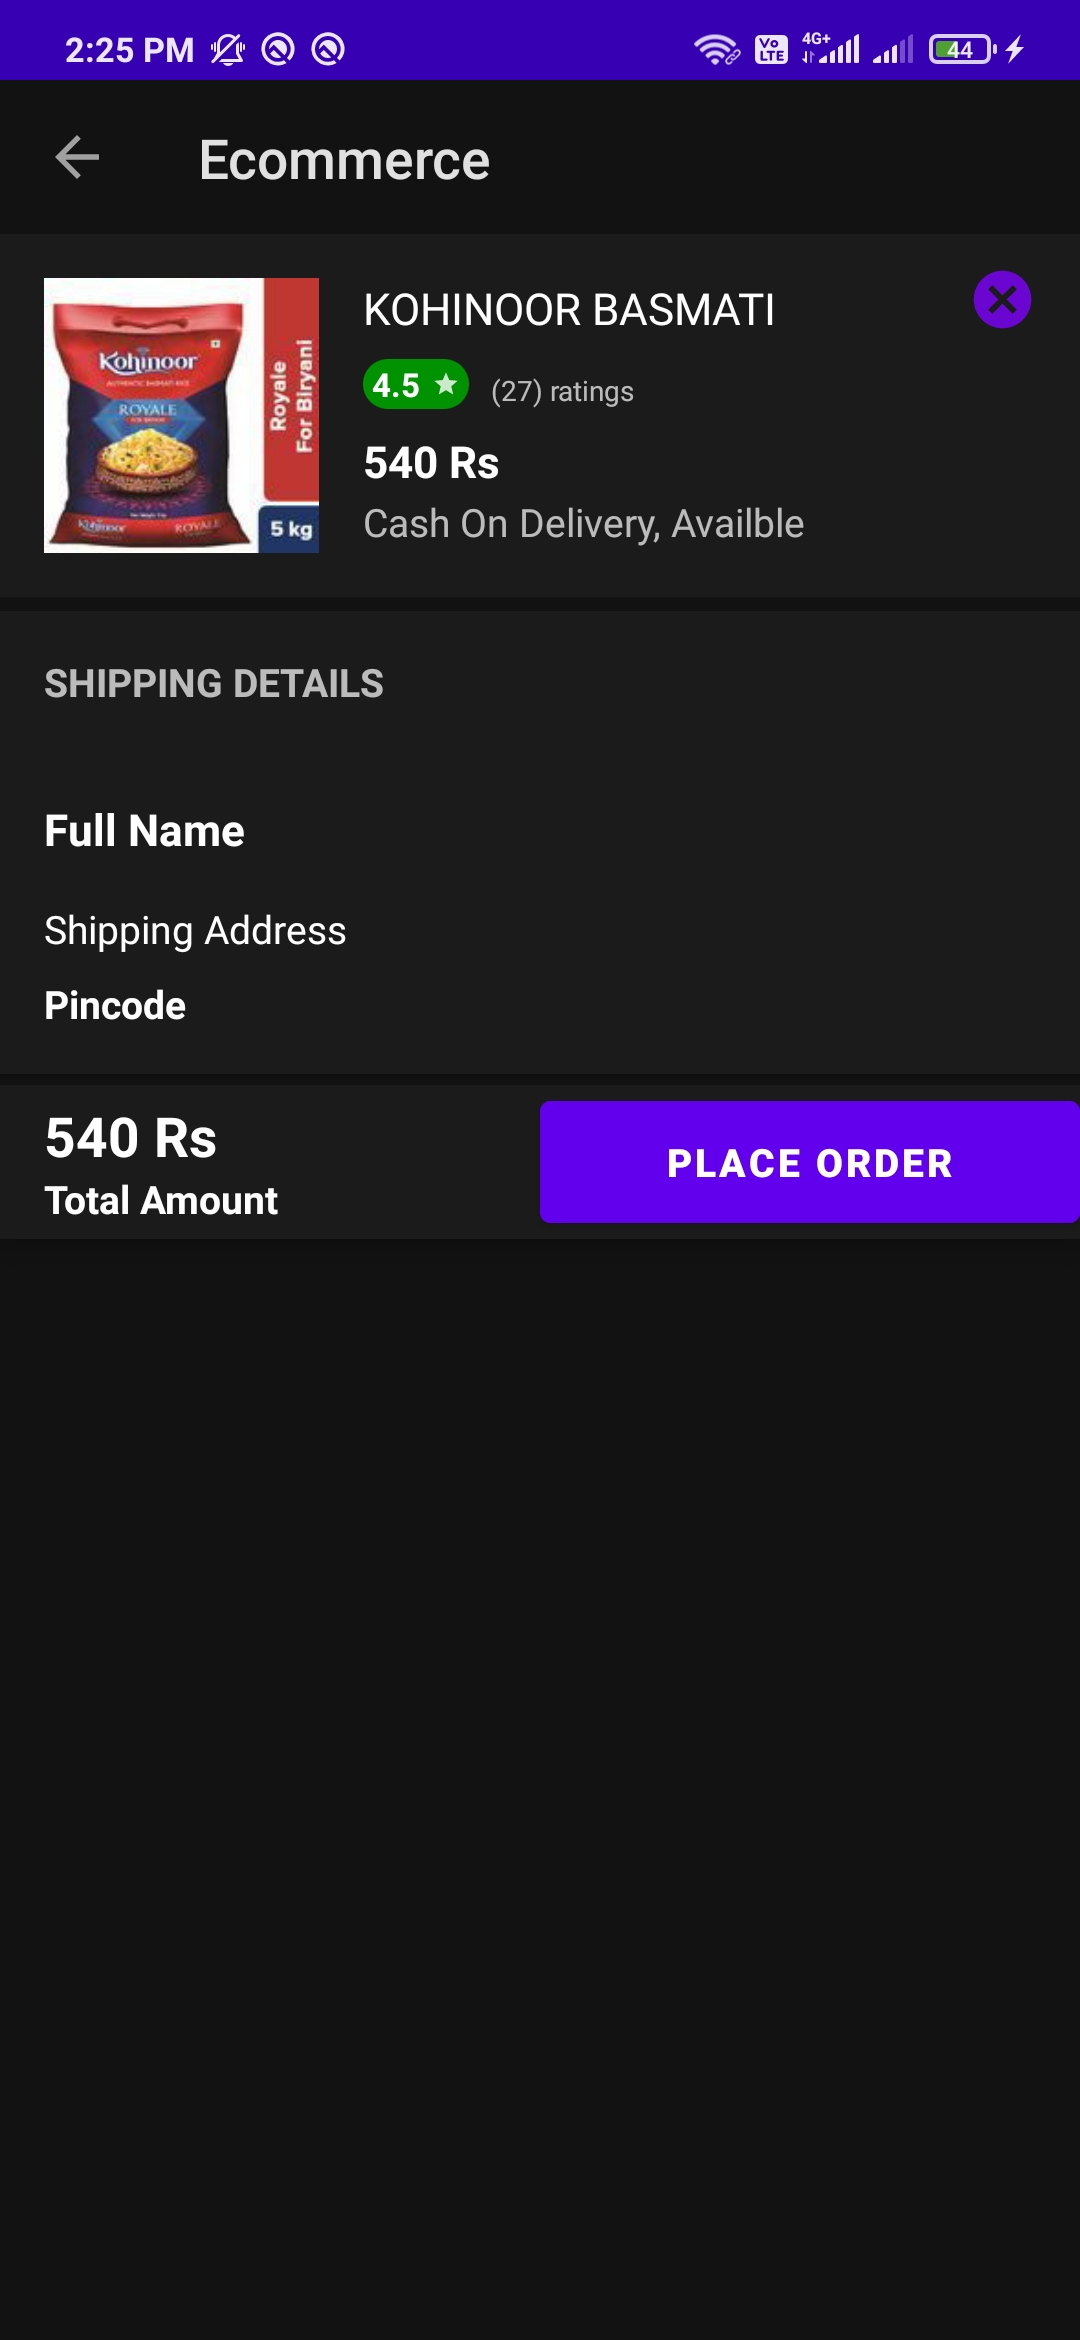 2:25 PM
Vo LTE 4G+ 44
Ecommerce
Kohinoor
ROYALE
Royale
For Biryani
Kohinoor ROYALE
5 kg
KOHINOOR BASMATI
4.5 (27) ratings
540 Rs
Cash On Delivery, Availble
SHIPPING DETAILS
Full Name
Shipping Address
Pincode
540 Rs
Total Amount
PLACE ORDER